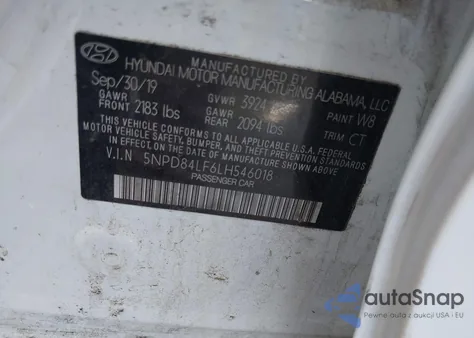 MANUFACTURED BY
HYUNDAI MOTOR MANUFACTURING ALABAMA, LLC
Sep/30/19 GVWR 3924
GAWR FRONT 2183 lbs GAWR REAR 2094 lbs PAINT W8
THIS VEHICLE CONFORMS TO ALL APPLICABLE U.S. FEDERAL TRIM CT
MOTOR VEHICLE SAFETY, BUMPER, AND THEFT PREVENTION
STANDARDS IN EFFECT ON THE DATE OF MANUFACTURE SHOWN ABOVE.
V.I.N 5NPD84LF6LH546018
PASSENGER CAR
autoSnap
Pewne auta z aukcji USA i EU